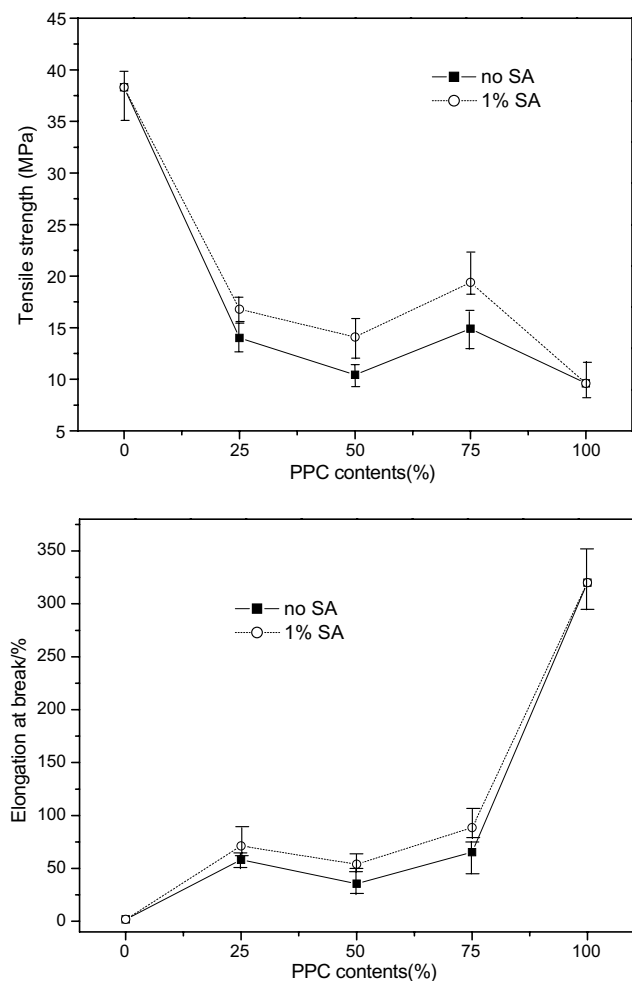 45
40
35
30
25
20
15
10
5
Tensile strength (MPa)
no SA
1% SA
0 25 50 75 100
PPC contents(%)
350
300
250
200
150
100
50
0
Elongation at break/%
no SA
1% SA
0 25 50 75 100
PPC contents(%)